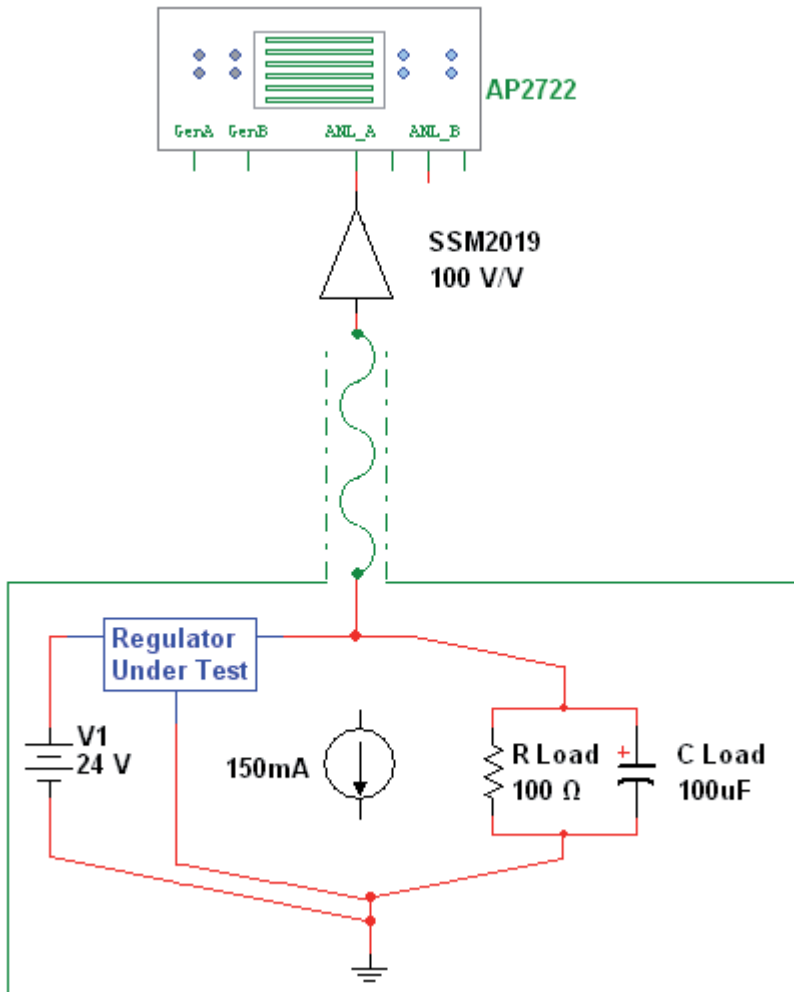 AP2722
GenA GenB ANL_A ANL_B
SSM2019
100 V/V
Regulator
Under Test
V1
24 V
150mA
R Load
100 Ω
+
C Load
100uF